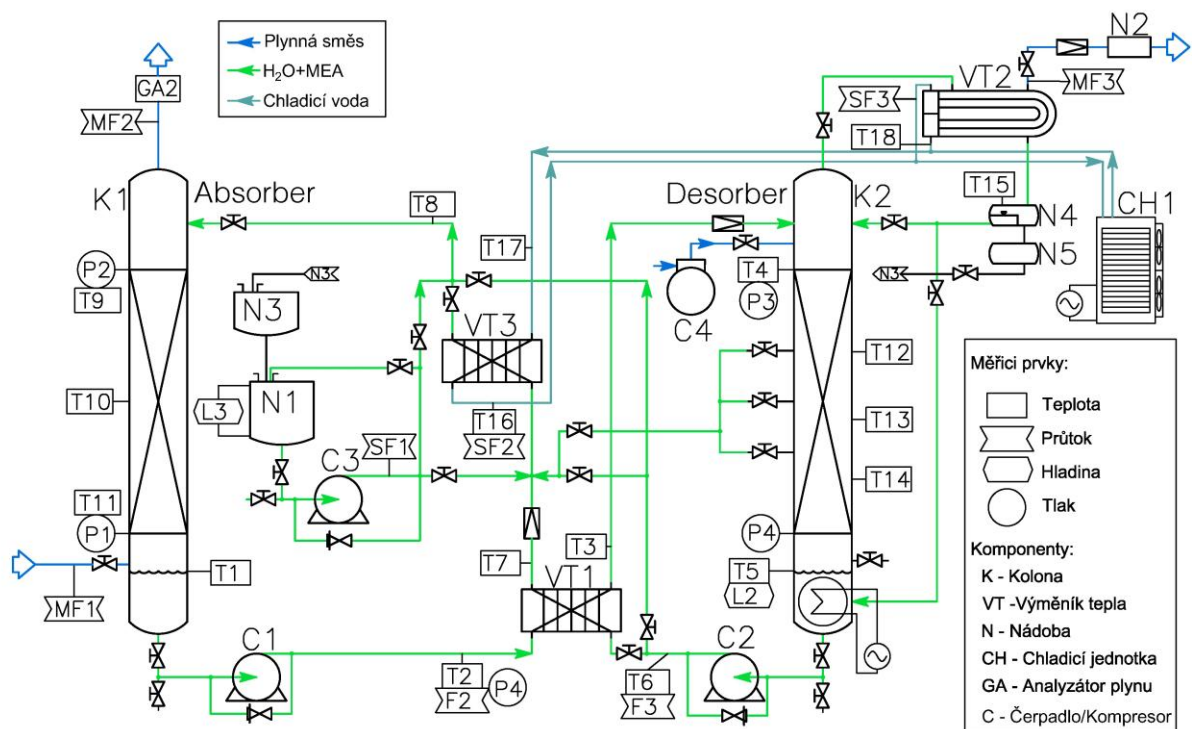 Plynná směs
H₂O+MEA
Chladicí voda
N2
GA2
VT2
MF3
SF3
MF2
T18
K1
Absorber
T8
Desorber
K2
T15
N4
CH1
T17
N5
P2
T9
N3
N3
T4
P3
N3
C4
VT3
Měřicí prvky:
T12
Teplota
T10
L3
N1
T16
SF2
T13
Průtok
SF1
C3
Hladina
T14
Tlak
T11
P1
P4
T7
T3
VT1
T1
T5
L2
MF1
Komponenty:
K - Kolona
VT -Výměník tepla
N - Nádoba
CH - Chladicí jednotka
GA - Analyzátor plynu
C - Čerpadlo/Kompresor
C1
C2
T2
F2
P4
T6
F3